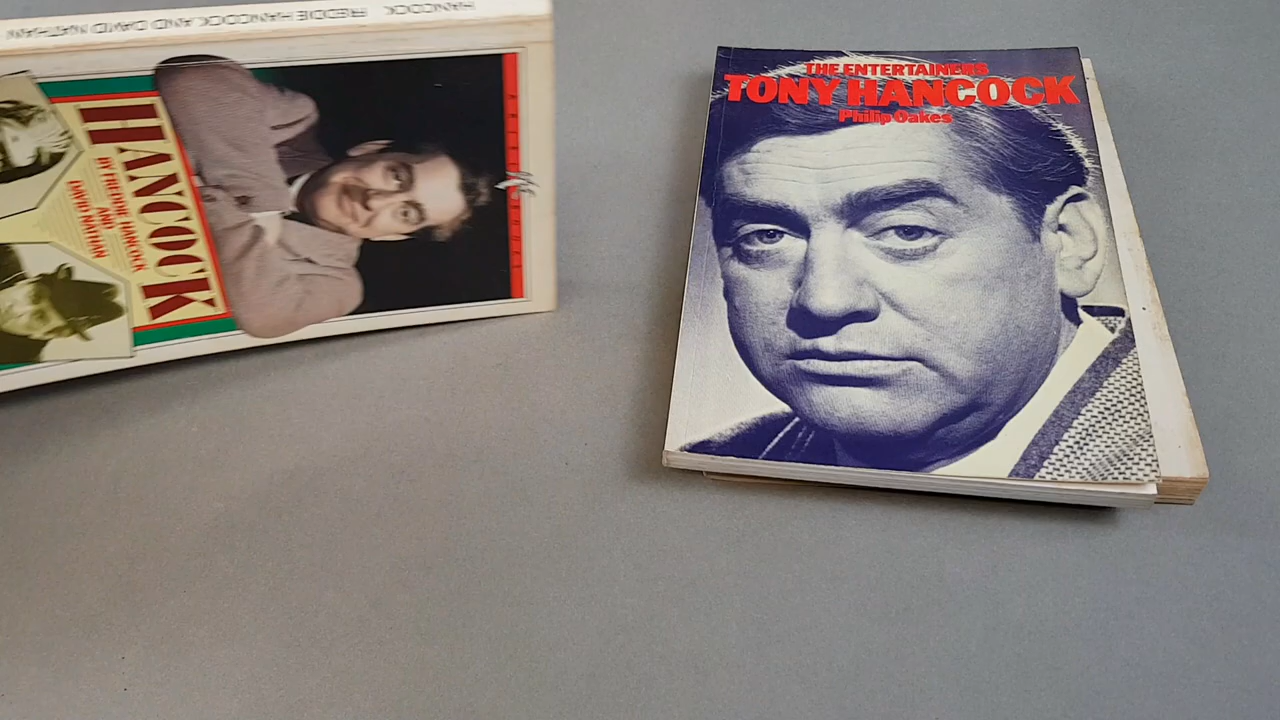 HANCOCK FREDDIE HANCOCK AND DAVID NATHAN
HANCOCK
BY FREDDIE HANCOCK
AND
DAVID NATHAN
THE ENTERTAINERS
TONY HANCOCK
Philip Oakes